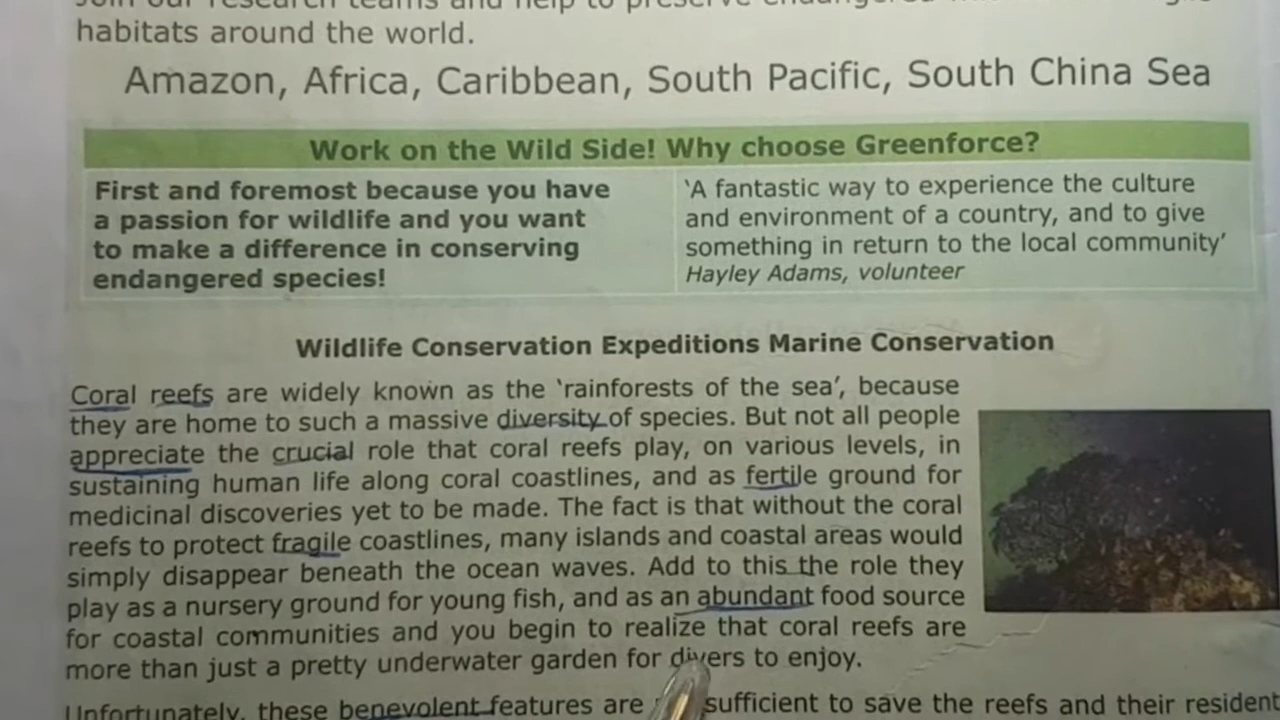 Join our research teams and help to preserve endangered
habitats around the world.
Amazon, Africa, Caribbean, South Pacific, South China Sea
Work on the Wild Side! Why choose Greenforce?
First and foremost because you have
a passion for wildlife and you want
to make a difference in conserving
endangered species!
‘A fantastic way to experience the culture
and environment of a country, and to give
something in return to the local community’
Hayley Adams, volunteer
Wildlife Conservation Expeditions Marine Conservation
Coral reefs are widely known as the ‘rainforests of the sea’, because
they are home to such a massive diversity of species. But not all people
appreciate the crucial role that coral reefs play, on various levels, in
sustaining human life along coral coastlines, and as fertile ground for
medicinal discoveries yet to be made. The fact is that without the coral
reefs to protect fragile coastlines, many islands and coastal areas would
simply disappear beneath the ocean waves. Add to this the role they
play as a nursery ground for young fish, and as an abundant food source
for coastal communities and you begin to realize that coral reefs are
more than just a pretty underwater garden for divers to enjoy.
Unfortunately, these benevolent features are sufficient to save the reefs and their resident